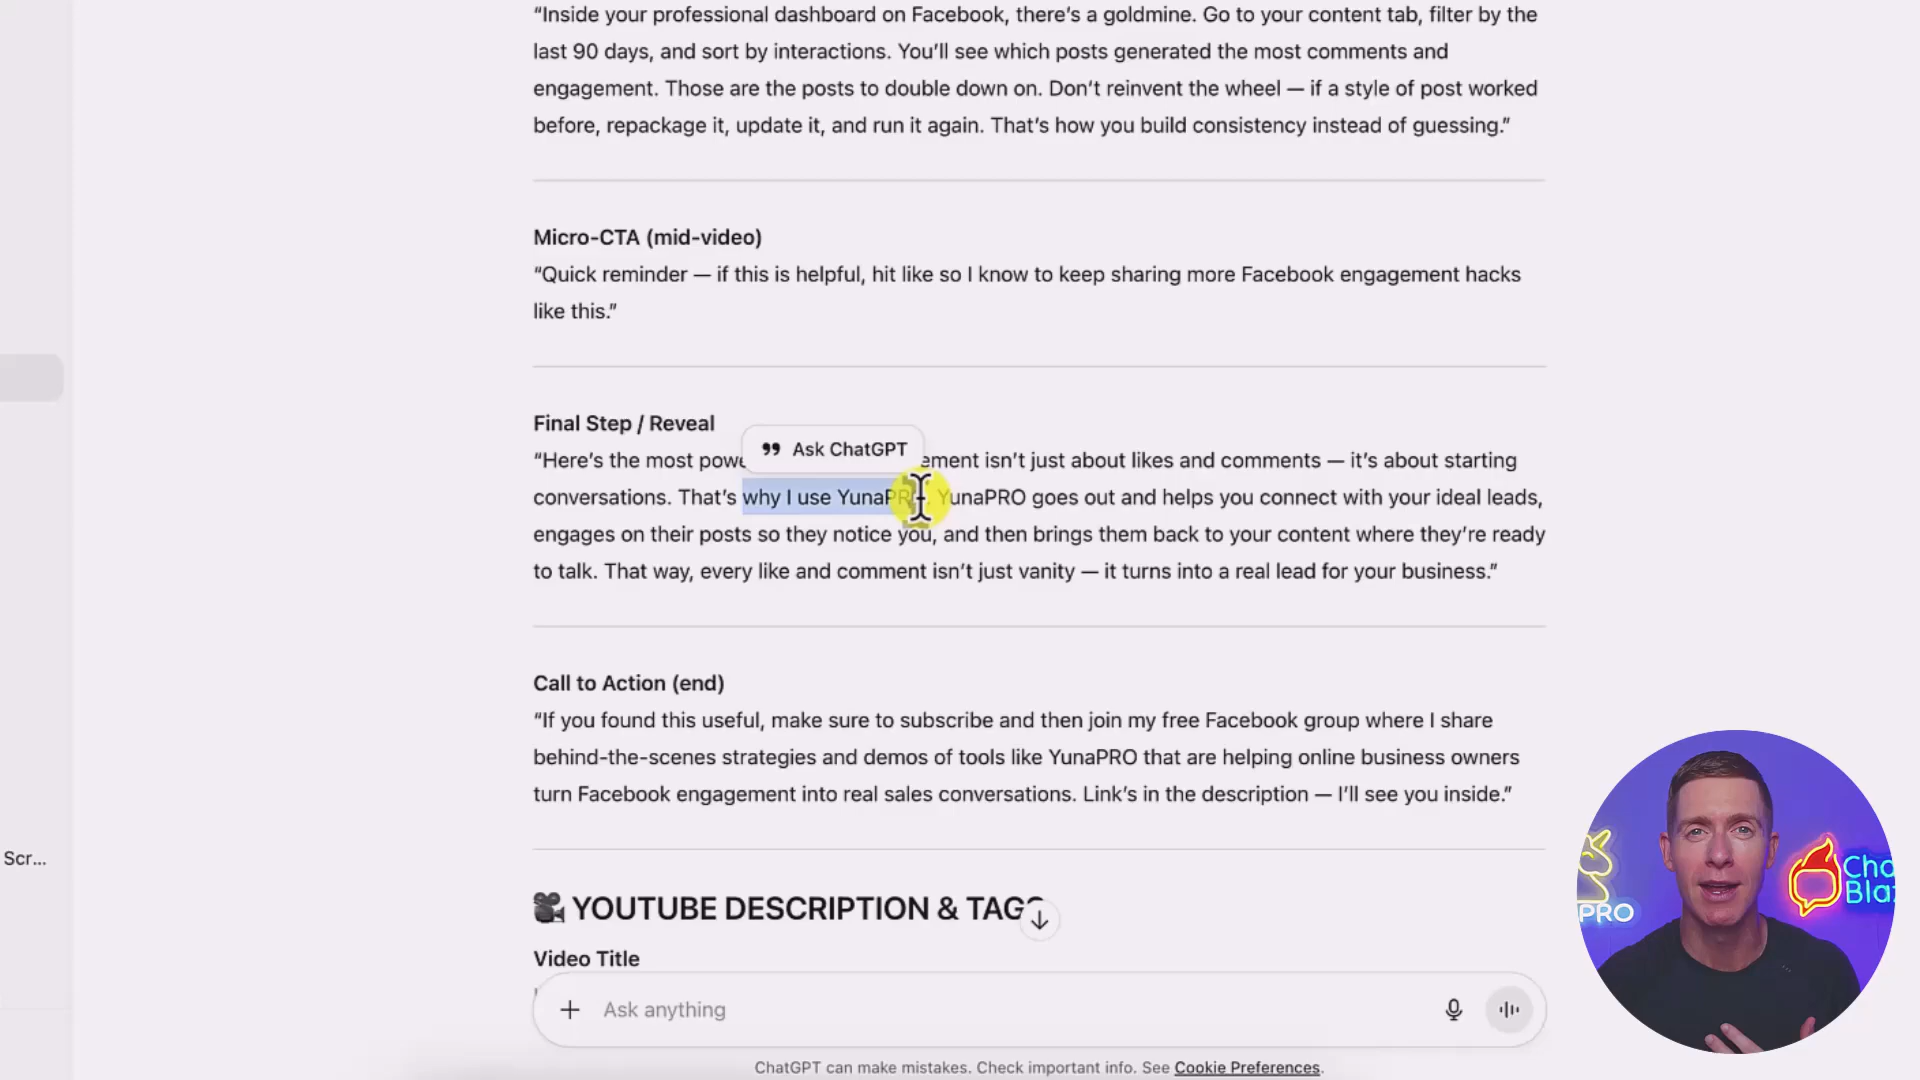 “Inside your professional dashboard on Facebook, there’s a goldmine. Go to your content tab, filter by the
last 90 days, and sort by interactions. You’ll see which posts generated the most comments and
engagement. Those are the posts to double down on. Don’t reinvent the wheel — if a style of post worked
before, repackage it, update it, and run it again. That’s how you build consistency instead of guessing.”
Micro-CTA (mid-video)
“Quick reminder — if this is helpful, hit like so I know to keep sharing more Facebook engagement hacks
like this.”
Final Step / Reveal
Ask ChatGPT
“Here’s the most powe ement isn’t just about likes and comments — it’s about starting
conversations. That’s why I use YunaPR YunaPRO goes out and helps you connect with your ideal leads,
engages on their posts so they notice you, and then brings them back to your content where they’re ready
to talk. That way, every like and comment isn’t just vanity — it turns into a real lead for your business.”
Call to Action (end)
“If you found this useful, make sure to subscribe and then join my free Facebook group where I share
behind-the-scenes strategies and demos of tools like YunaPRO that are helping online business owners
turn Facebook engagement into real sales conversations. Link’s in the description — I’ll see you inside.”
Scr...
YOUTUBE DESCRIPTION & TAGS
Video Title
Ask anything
ChatGPT can make mistakes. Check important info. See Cookie Preferences.
PRO
Cha
Bla